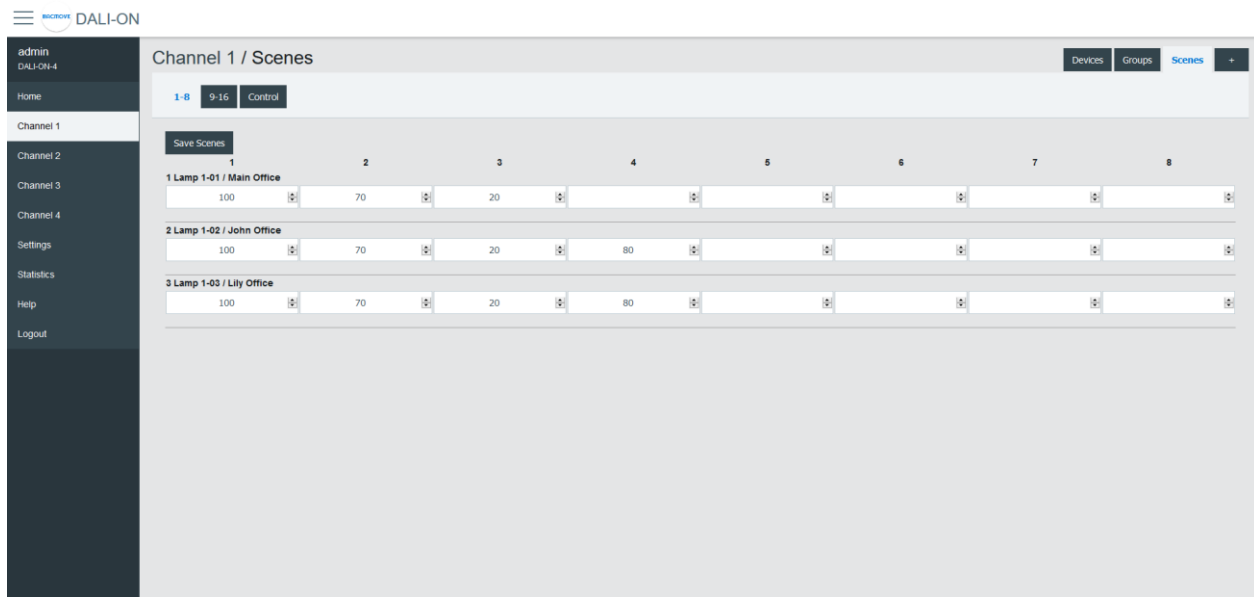 DALI-ON
admin
DALI-ON-4
Home
Channel 1
Channel 2
Channel 3
Channel 4
Settings
Statistics
Help
Logout
Channel 1 / Scenes
Devices Groups Scenes +
1-8 9-16 Control
Save Scenes
1 2 3 4 5 6 7 8
1 Lamp 1-01 / Main Office
100 70 20
2 Lamp 1-02 / John Office
100 70 20 80
3 Lamp 1-03 / Lily Office
100 70 20 80